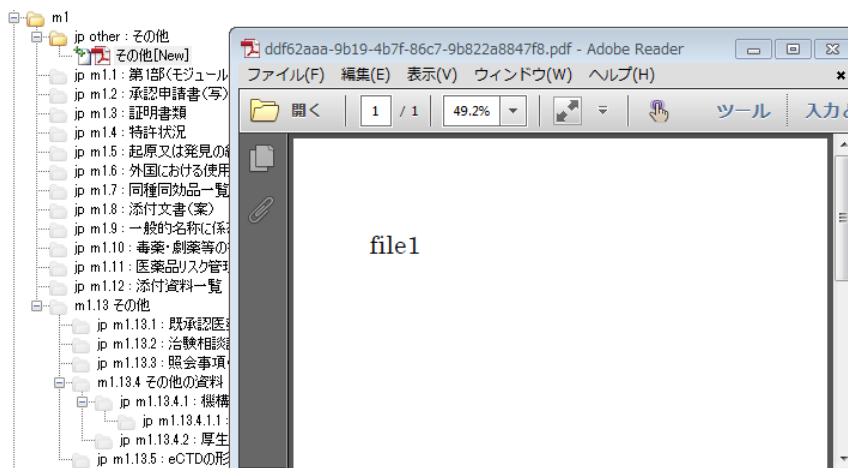 m1
jp other : その他
その他[New]
jp m1.1 : 第1部(モジュール
jp m1.2 : 承認申請書(写)
jp m1.3 : 証明書類
jp m1.4 : 特許状況
jp m1.5 : 起原又は発見の
jp m1.6 : 外国における使用
jp m1.7 : 同種同効品一覧
jp m1.8 : 添付文書(案)
jp m1.9 : 一般的名称に係
jp m1.10 : 毒薬・劇薬等の
jp m1.11 : 医薬品リスク管理
jp m1.12 : 添付資料一覧
m1.13 その他
jp m1.13.1 : 既承認医
jp m1.13.2 : 治験相談
jp m1.13.3 : 照会事項
m1.13.4 その他の資料
jp m1.13.4.1 : 機構
jp m1.13.4.1.1 :
jp m1.13.4.2 : 厚生
jp m1.13.5 : eCTDの形
ddf62aaa-9b19-4b7f-86c7-9b822a8847f8.pdf - Adobe Reader
ファイル(F) 編集(E) 表示(V) ウィンドウ(W) ヘルプ(H)
開く 1 / 1 49.2% ツール 入力と
file1